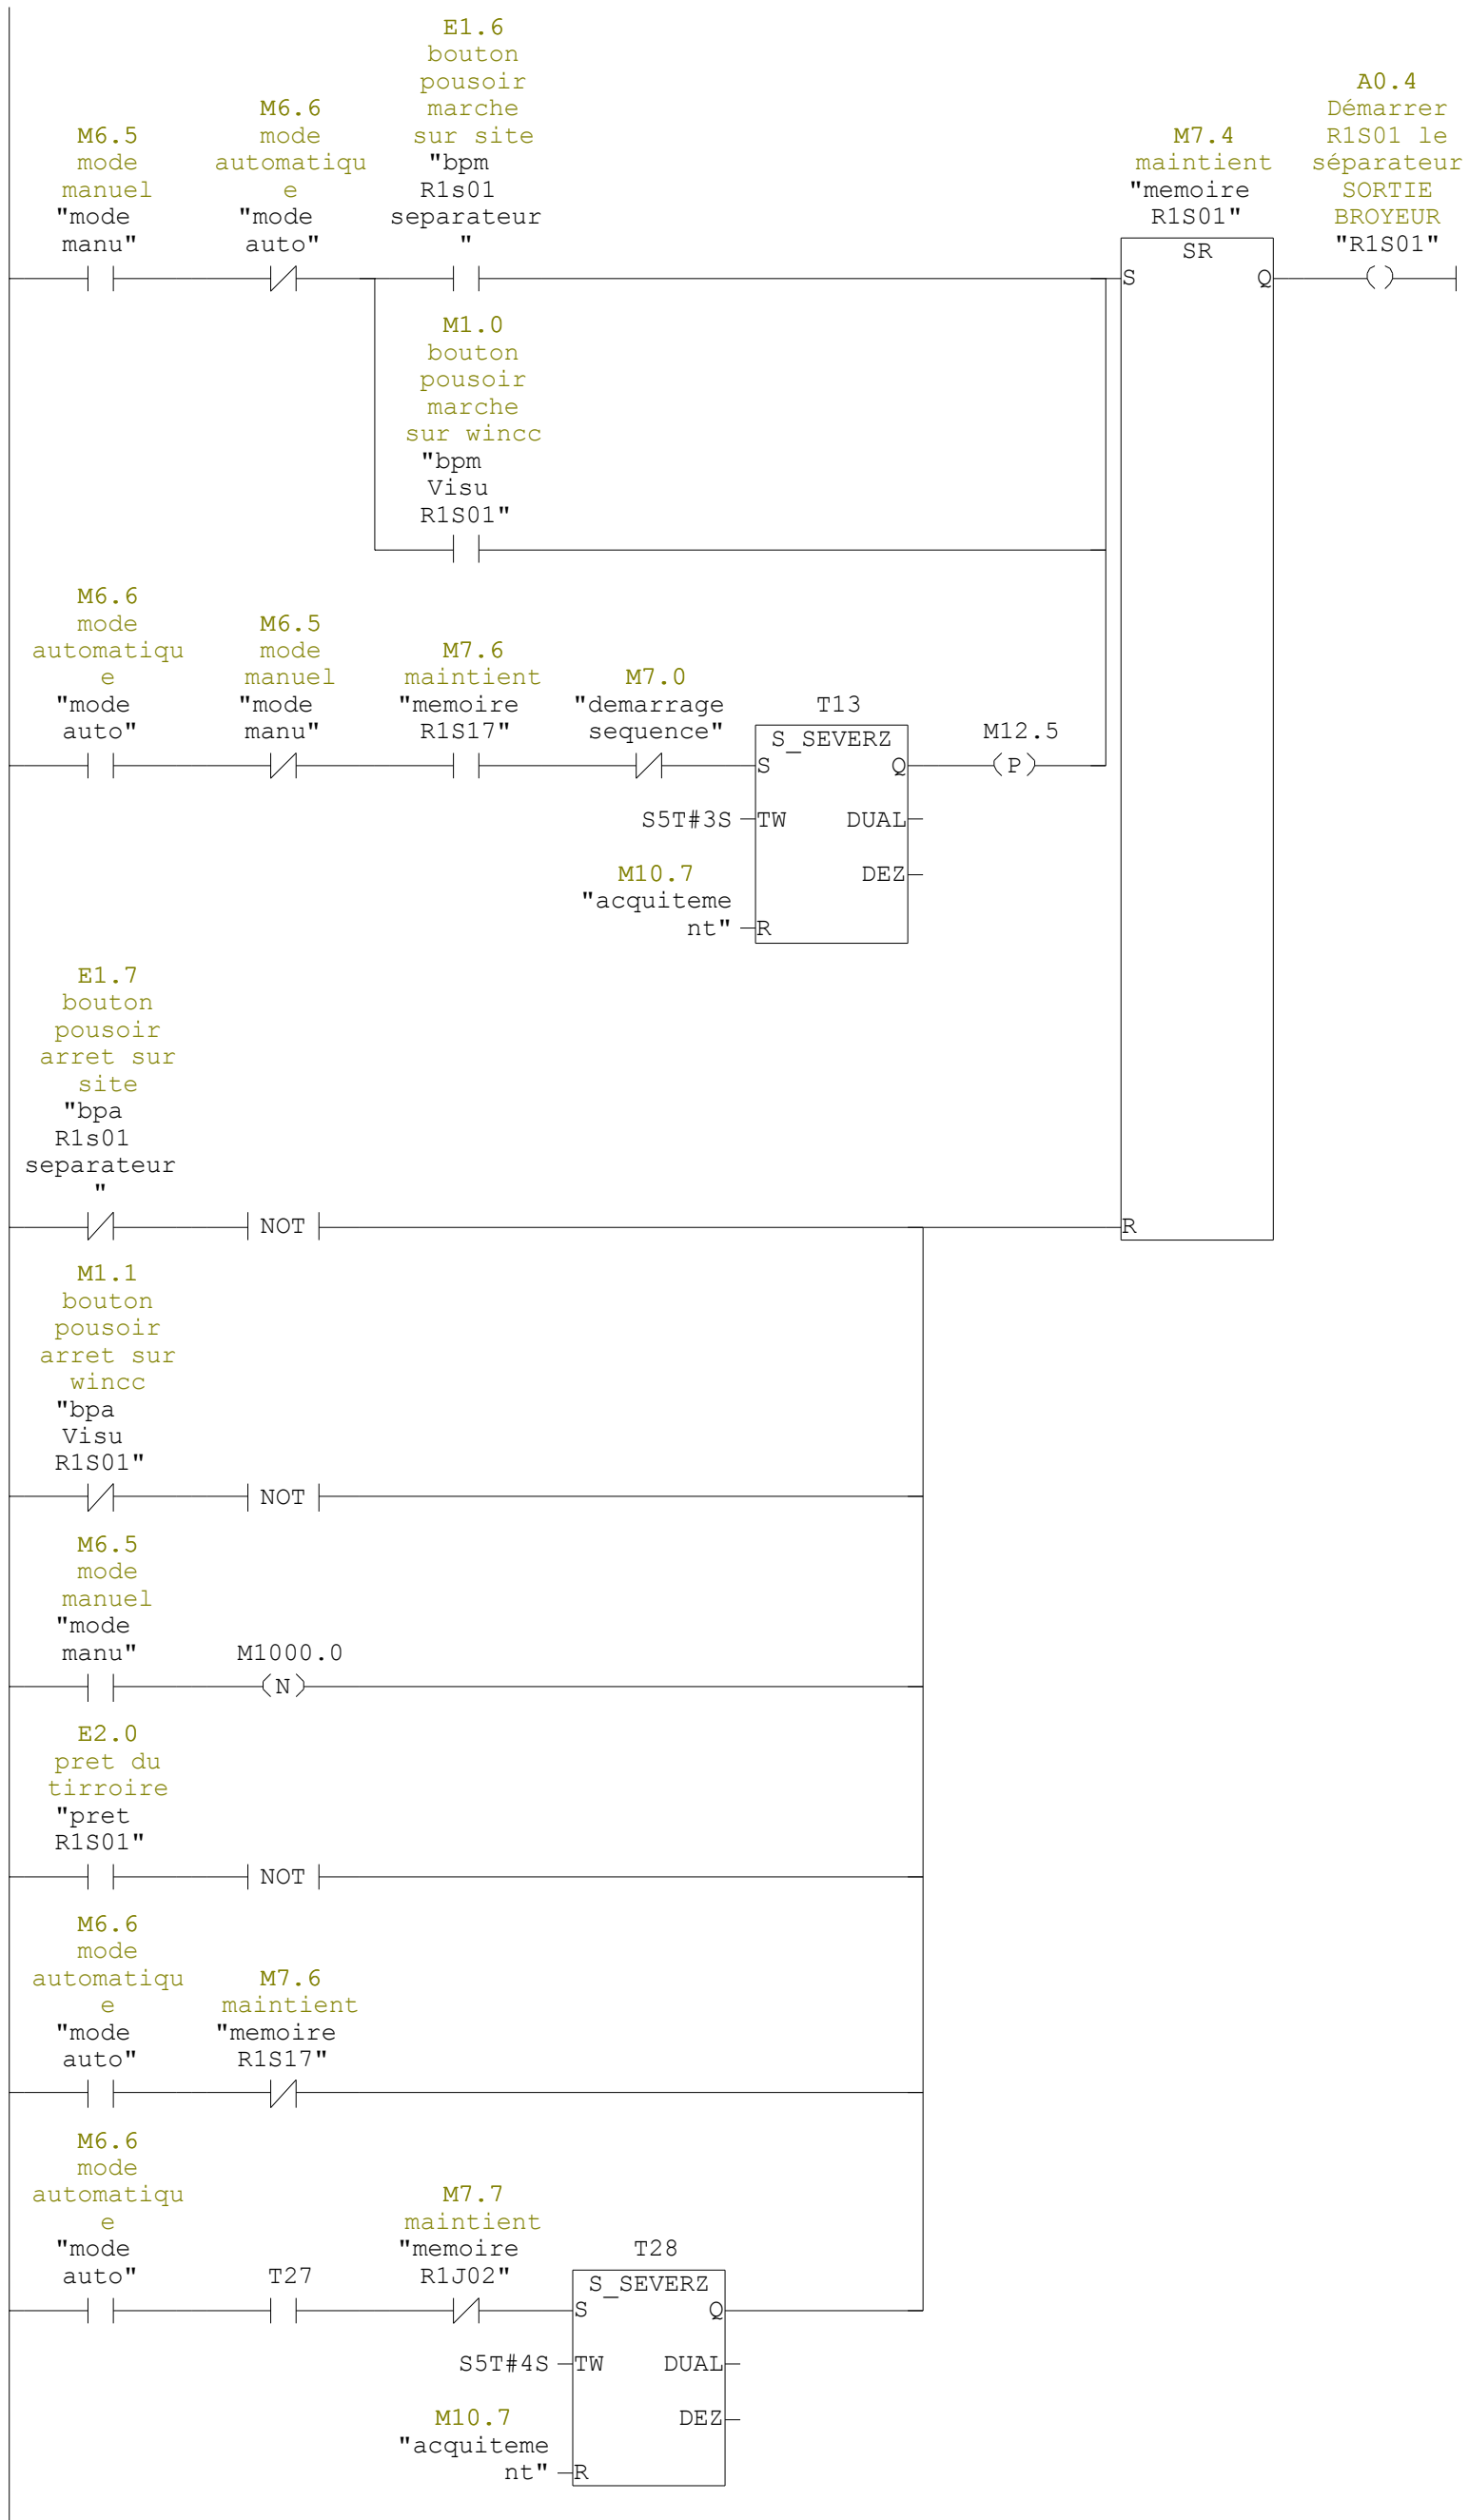 E1.6
bouton
pousoir
marche
sur site
"bpm
R1s01
separateur
"
M6.5
mode
manuel
"mode
manu"
M6.6
mode
automatiqu
e
"mode
auto"
M7.4
maintient
"memoire
R1S01"
A0.4
Démarrer
R1S01 le
séparateur
SORTIE
BROYEUR
"R1S01"
SR
S
Q
M1.0
bouton
pousoir
marche
sur wincc
"bpm
Visu
R1S01"
M6.6
mode
automatiqu
e
"mode
auto"
M6.5
mode
manuel
"mode
manu"
M7.6
maintient
"memoire
R1S17"
M7.0
"demarrage
sequence"
T13
S_SEVERZ
S
Q
M12.5
P
S5T#3S
TW
DUAL
M10.7
"acquiteme
nt"
DEZ
R
E1.7
bouton
pousoir
arret sur
site
"bpa
R1s01
separateur
"
NOT
R
M1.1
bouton
pousoir
arret sur
wincc
"bpa
Visu
R1S01"
NOT
M6.5
mode
manuel
"mode
manu"
M1000.0
N
E2.0
pret du
tirroire
"pret
R1S01"
NOT
M6.6
mode
automatiqu
e
"mode
auto"
M7.6
maintient
"memoire
R1S17"
M6.6
mode
automatiqu
e
"mode
auto"
T27
M7.7
maintient
"memoire
R1J02"
T28
S_SEVERZ
S
Q
S5T#4S
TW
DUAL
M10.7
"acquiteme
nt"
DEZ
R